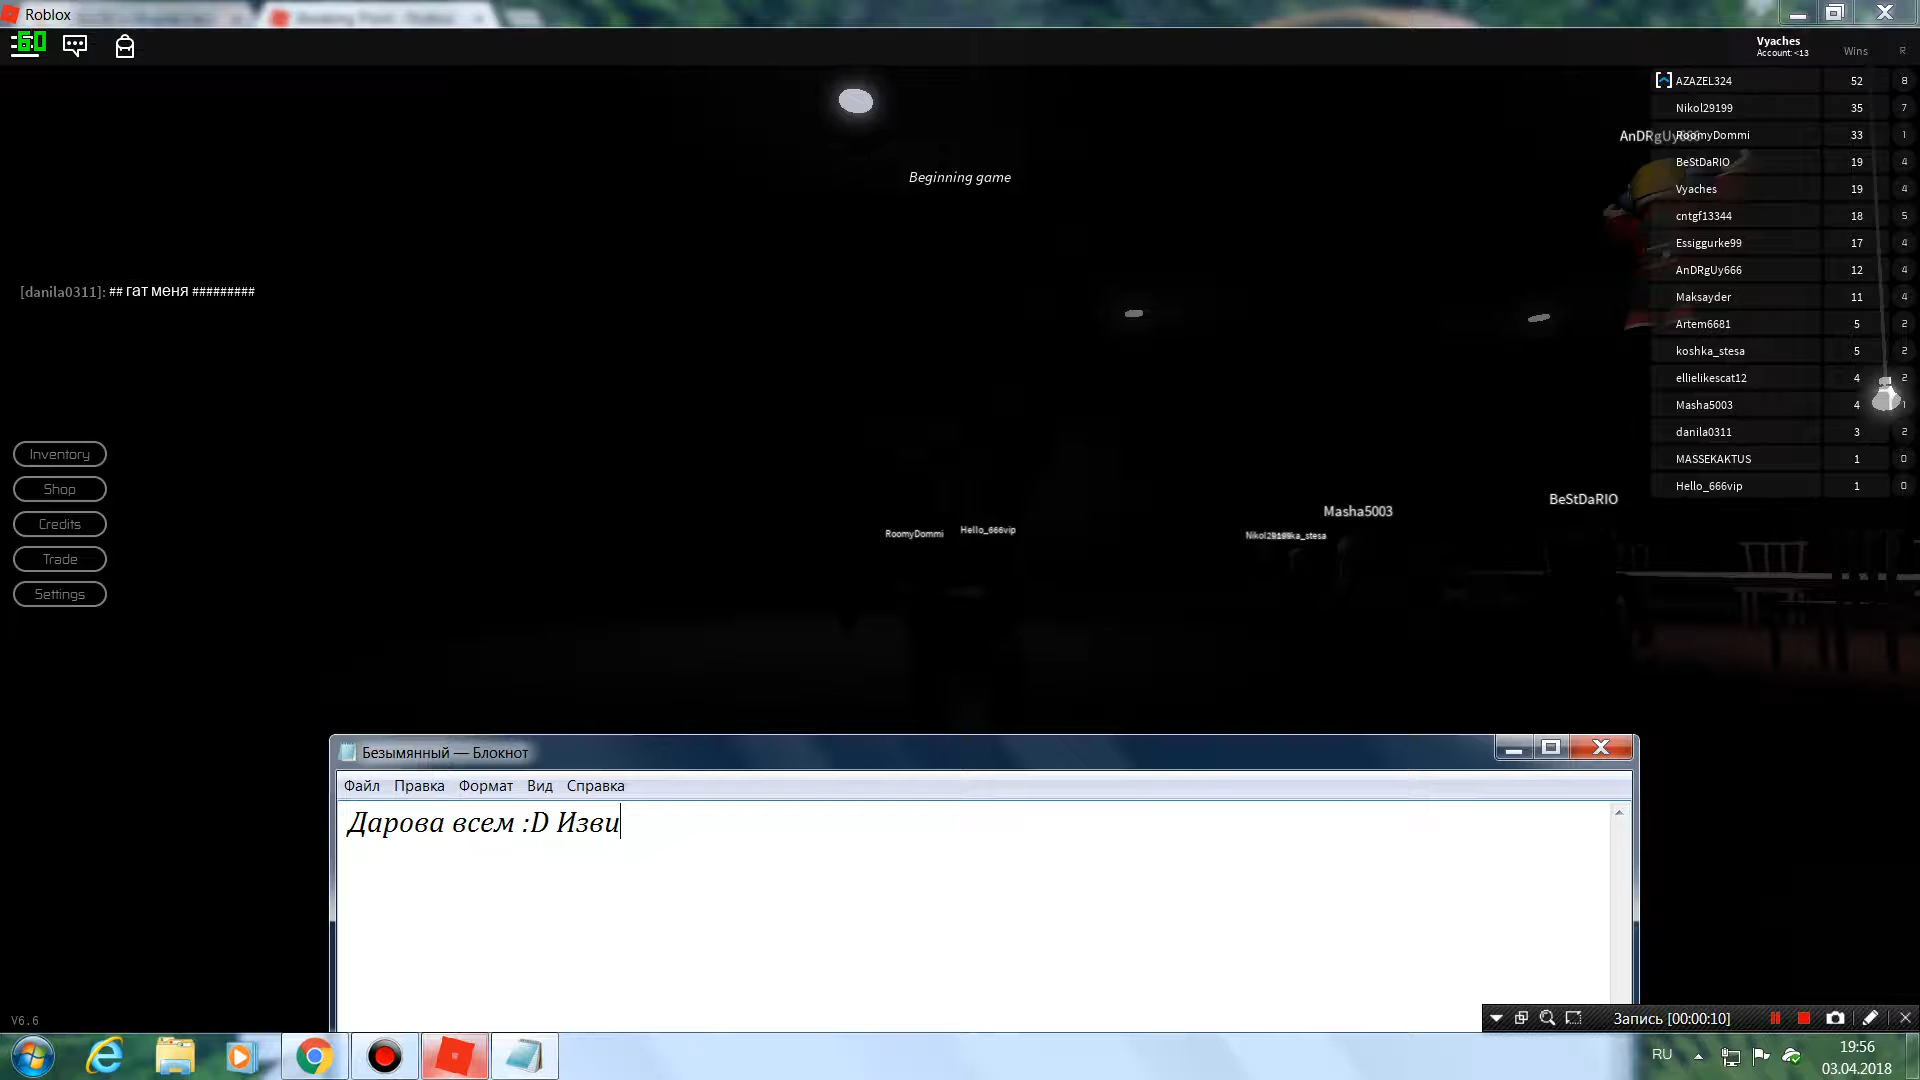 Roblox
60
Vyaches
Account: <13
Wins
R
AZAZEL324 52 8
Nikol29199 35 7
RoomyDommi 33 1
BeStDaRIO 19 4
Vyaches 19 4
cntgf13344 18 5
Essiggurke99 17 4
AnDRgUy666 12 4
Maksayder 11 4
Artem6681 5 2
koshka_stesa 5 2
ellielikescat12 4 2
Masha5003 4 1
danila0311 3 2
MASSEKAKTUS 1 0
Hello_666vip 1 0
Beginning game
[danila0311]: ## гат меня #########
Inventory
Shop
Credits
Trade
Settings
BeStDaRIO
Masha5003
RoomyDommi
Hello_666vip
Безымянный — Блокнот
Файл Правка Формат Вид Справка
Дарова всем :D Изви
V6.6
Запись [00:00:10]
RU
19:56
03.04.2018